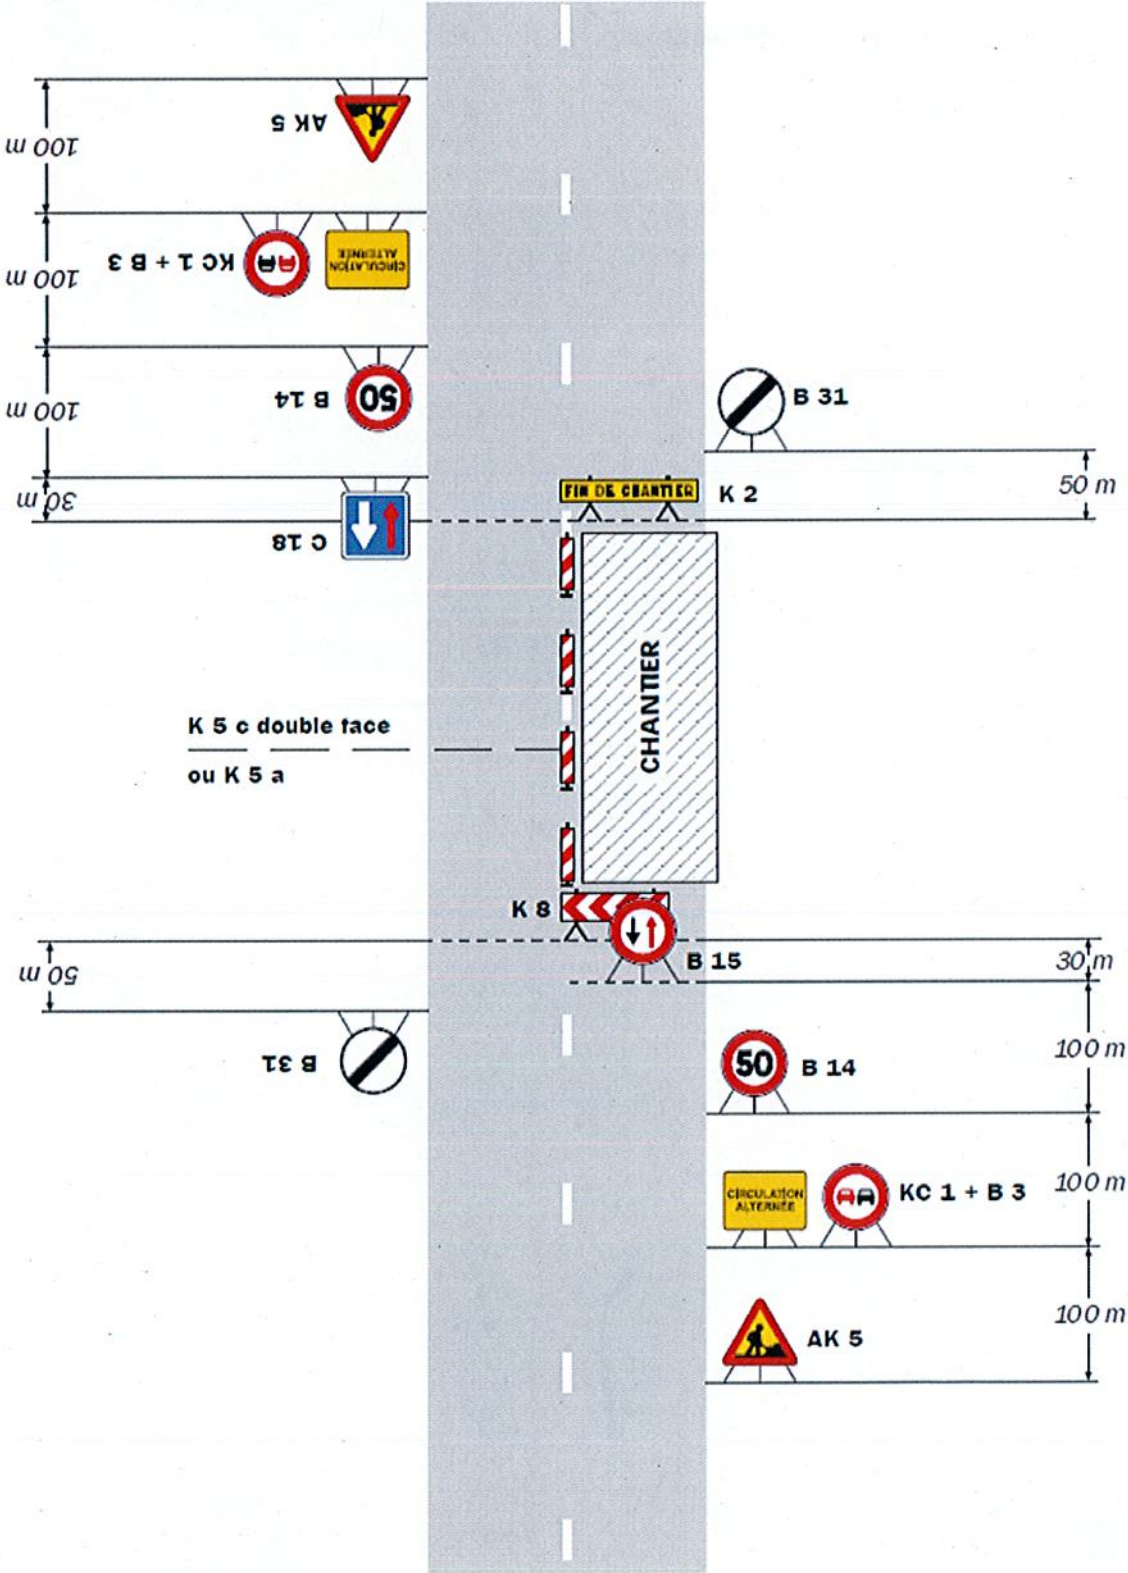 AK 5
100 m
KC 1 + B 3
CIRCULATION
ALTERNÉE
100 m
50
B 14
100 m
B 31
50 m
30 m
FIN DE CHANTIER
K 2
C 18
CHANTIER
K 5 c double face
ou K 5 a
K 8
B 15
30 m
50 m
B 31
50
B 14
100 m
CIRCULATION
ALTERNÉE
KC 1 + B 3
100 m
AK 5
100 m